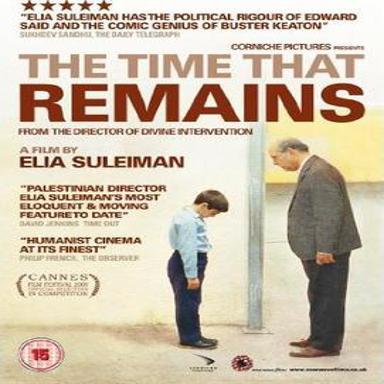 "ELIA SULEIMAN HAS THE POLITICAL RIGOUR OF EDWARD
SAID AND THE COMIC GENIUS OF BUSTER KEATON"
SUKHDEV SANDHU, THE DAILY TELEGRAPH
CORNICHE PICTURES PRESENTS
THE TIME THAT
REMAINS
FROM THE DIRECTOR OF DIVINE INTERVENTION
A FILM BY
ELIA SULEIMAN
"PALESTINIAN DIRECTOR
ELIA SULEIMAN'S MOST
ELOQUENT & MOVING
FEATURE TO DATE"
DAVID JENKINS TIME OUT
"HUMANIST CINEMA
AT ITS FINEST"
PHILIP FRENCH, THE OBSERVER
CANNES
IN COMPETITION
15